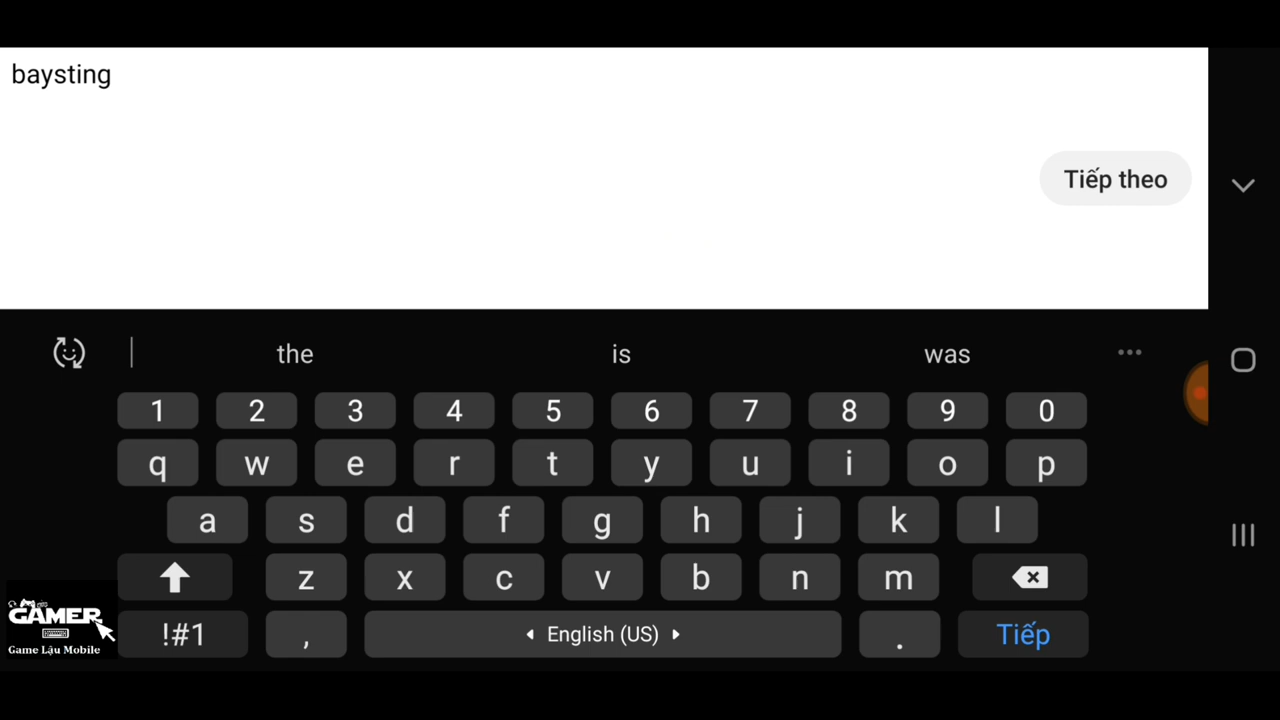 baysting
Tiếp theo
the is was
1 2 3 4 5 6 7 8 9 0
q w e r t y u i o p
a s d f g h j k l
z x c v b n m
!#1 , English (US) . Tiếp
GAMER
Game Lậu Mobile